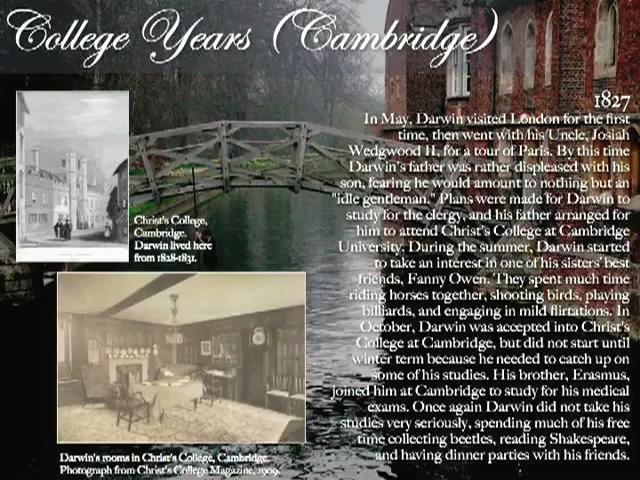 College Years (Cambridge)
1827
In May, Darwin visited London for the first
time, then went with his Uncle, Josiah
Wedgwood II, for a tour of Paris. By this time
Darwin's father was rather displeased with his
son, fearing he would amount to nothing but an
"idle gentleman." Plans were made for Darwin to
study for the clergy, and his father arranged for
him to attend Christ's College at Cambridge
University. During the summer, Darwin started
to take an interest in one of his sisters' best
friends, Fanny Owen. They spent much time
riding horses together, shooting birds, playing
billiards, and engaging in mild flirtations. In
October, Darwin was accepted into Christ's
College at Cambridge, but did not start until
winter term because he needed to catch up on
some of his studies. His brother, Erasmus,
joined him at Cambridge to study for his medical
exams. Once again Darwin did not take his
studies very seriously, spending much of his free
time collecting beetles, reading Shakespeare,
and having dinner parties with his friends.
Christ's College,
Cambridge.
Darwin lived here
from 1828-1831.
Darwin's rooms in Christ's College, Cambridge.
Photograph from Christ's College Magazine, 1909.